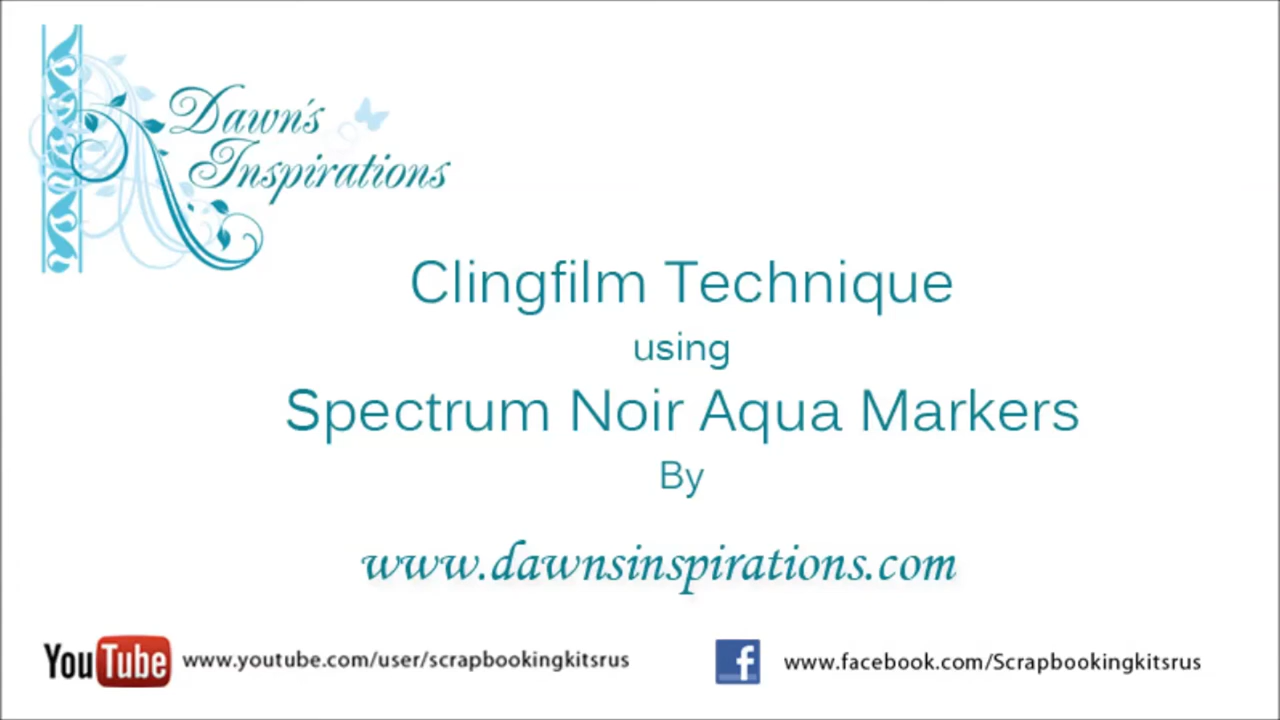 Dawn's
Inspirations
Clingfilm Technique
using
Spectrum Noir Aqua Markers
By
www.dawnsinspirations.com
YouTube www.youtube.com/user/scrapbookingkitsrus
f www.facebook.com/Scrapbookingkitsrus